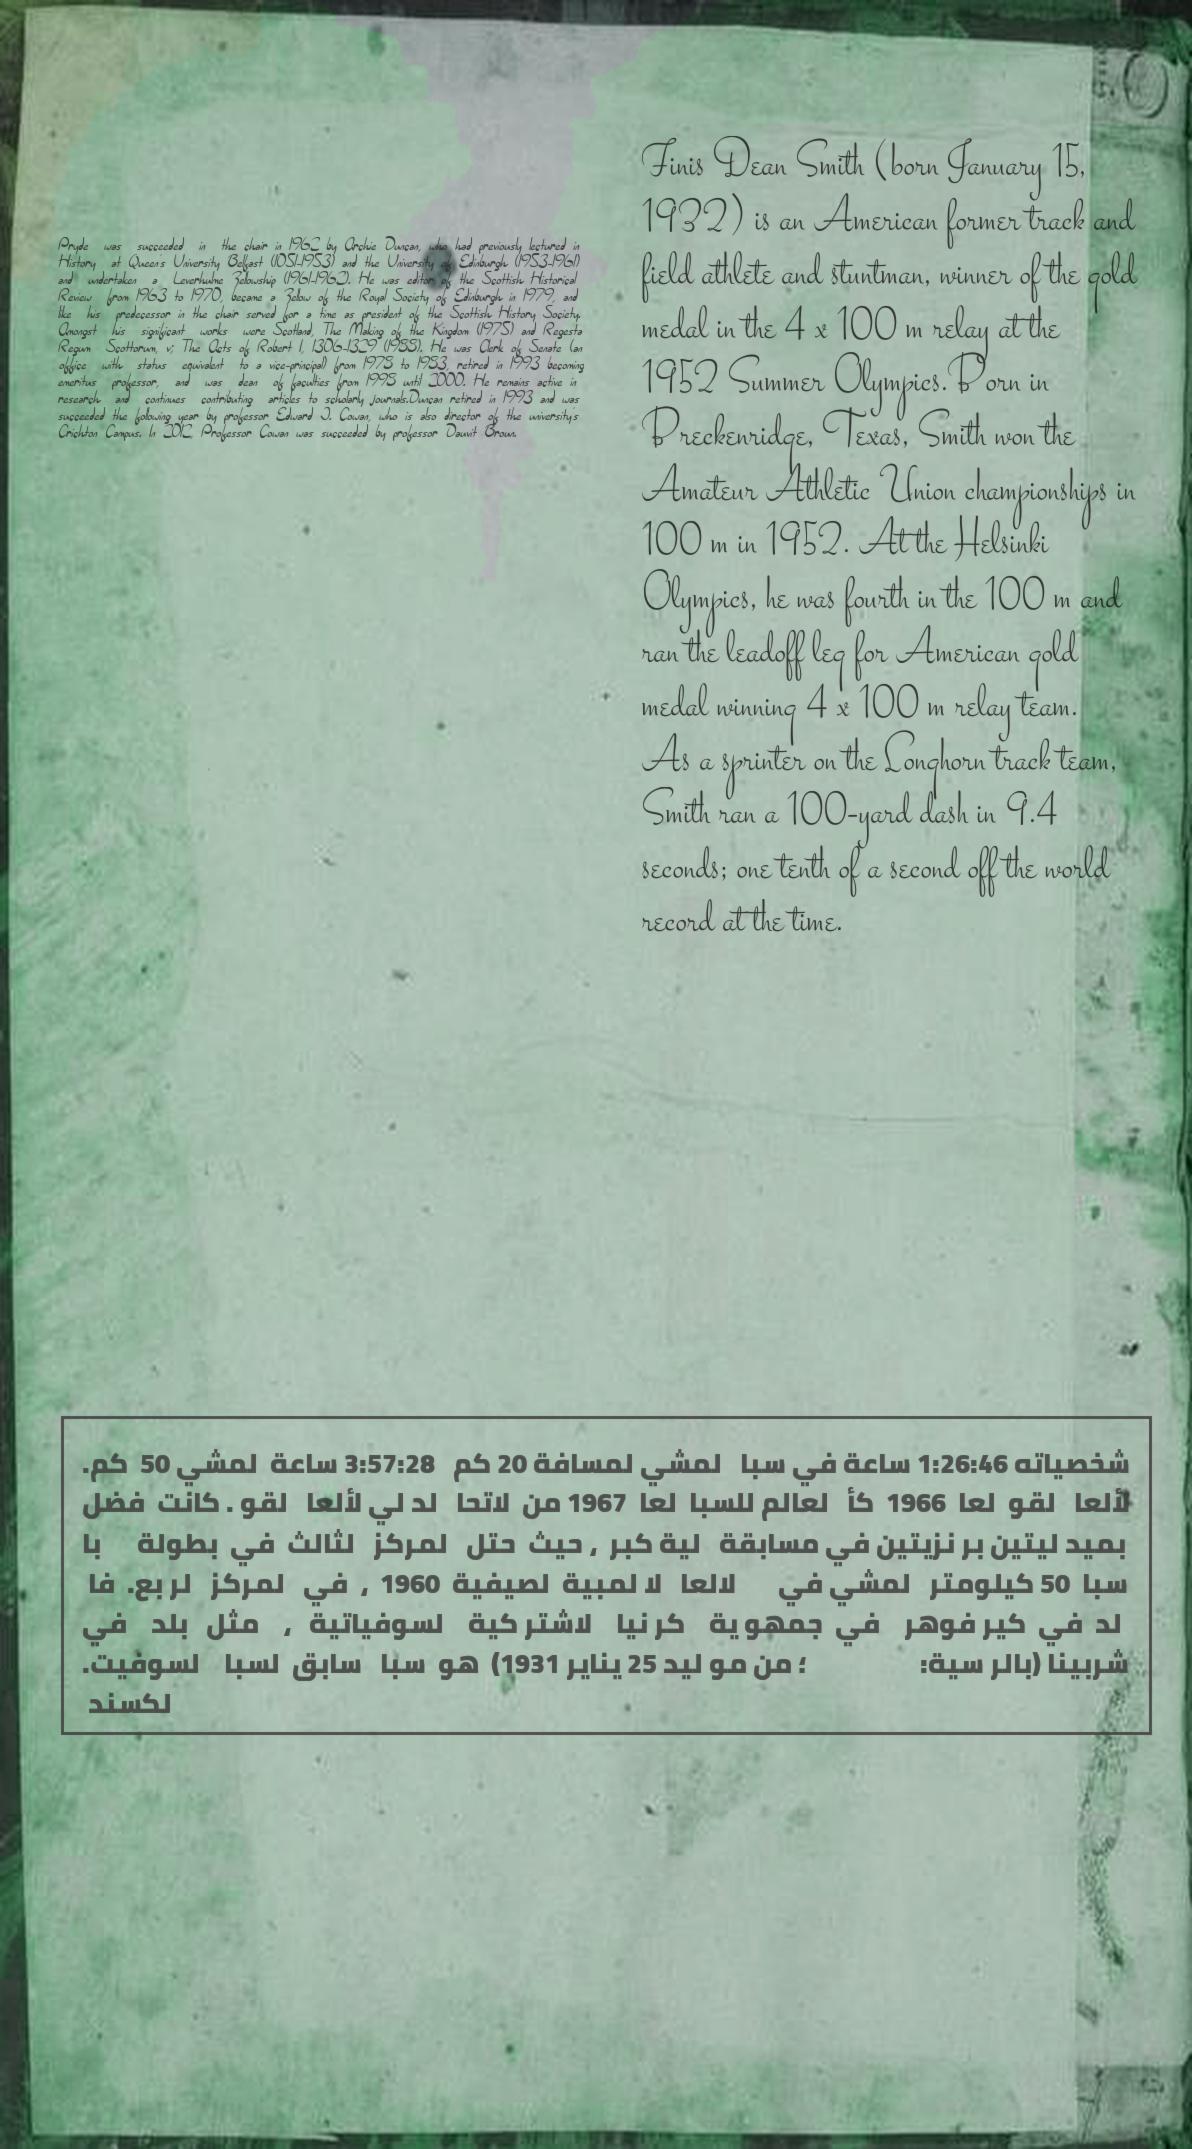 Pryde was succeeded in the chair in 1962 by Archie Duncan, who had previously lectured in
History at Queen's University Belfast (1051-1953) and the University of Edinburgh (1953-1961)
and undertaken a Leverhulme Fellowship (1961-1962). He was editor of the Scottish Historical
Review from 1963 to 1970, became a Fellow of the Royal Society of Edinburgh in 1979, and
like his predecessor in the chair served for a time as president of the Scottish History Society.
Amongst his significant works were Scotland, The Making of the Kingdom (1975) and Regesta
Regum Scottorum, v; The Acts of Robert I, 1306-1329 (1988). He was Clerk of Senate (an
office with status equivalent to a vice-principal) from 1978 to 1983, retired in 1993 becoming
emeritus professor, and was dean of faculties from 1998 until 2000. He remains active in
research and continues contributing articles to scholarly journals.Duncan retired in 1993 and was
succeeded the following year by professor Edward J. Cowan, who is also director of the university's
Crichton Campus. In 2012, Professor Cowan was succeeded by professor Dauvit Broun.
Finis Dean Smith (born January 15,
1932) is an American former track and
field athlete and stuntman, winner of the gold
medal in the 4 x 100 m relay at the
1952 Summer Olympics. Born in
Breckenridge, Texas, Smith won the
Amateur Athletic Union championships in
100 m in 1952. At the Helsinki
Olympics, he was fourth in the 100 m and
ran the leadoff leg for American gold
medal winning 4 x 100 m relay team.
As a sprinter on the Longhorn track team,
Smith ran a 100-yard dash in 9.4
seconds; one tenth of a second off the world
record at the time.
شخصياته 1:26:46 ساعة في سبا لمشي لمسافة 20 كم 3:57:28 ساعة لمشي 50 كم.
لألعا لقو لعا 1966 كأ لعالم للسبا لعا 1967 من لاتحا لد لي لألعا لقو . كانت فضل
بميد ليتين بر نزيتين في مسابقة لية كبر ، حيث حتل لمركز لثالث في بطولة با
سبا 50 كيلومتر لمشي في لالعا لا لمبية لصيفية 1960 ، في لمركز لر بع. فا
لد في كير فوهر في جمهو ية كر نيا لاشتر كية لسوفياتية ، مثل بلد في
شربينا (بالر سية: ؛ من مو ليد 25 يناير 1931) هو سبا سابق لسبا لسوفيت.
لكسند